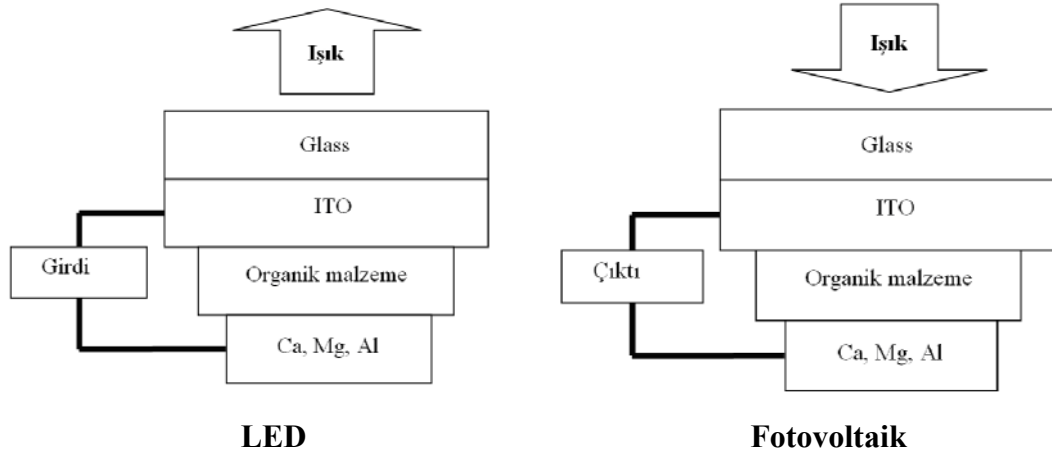 Işık
Glass
ITO
Girdi
Organik malzeme
Ca, Mg, Al
LED
Işık
Glass
ITO
Çıktı
Organik malzeme
Ca, Mg, Al
Fotovoltaik